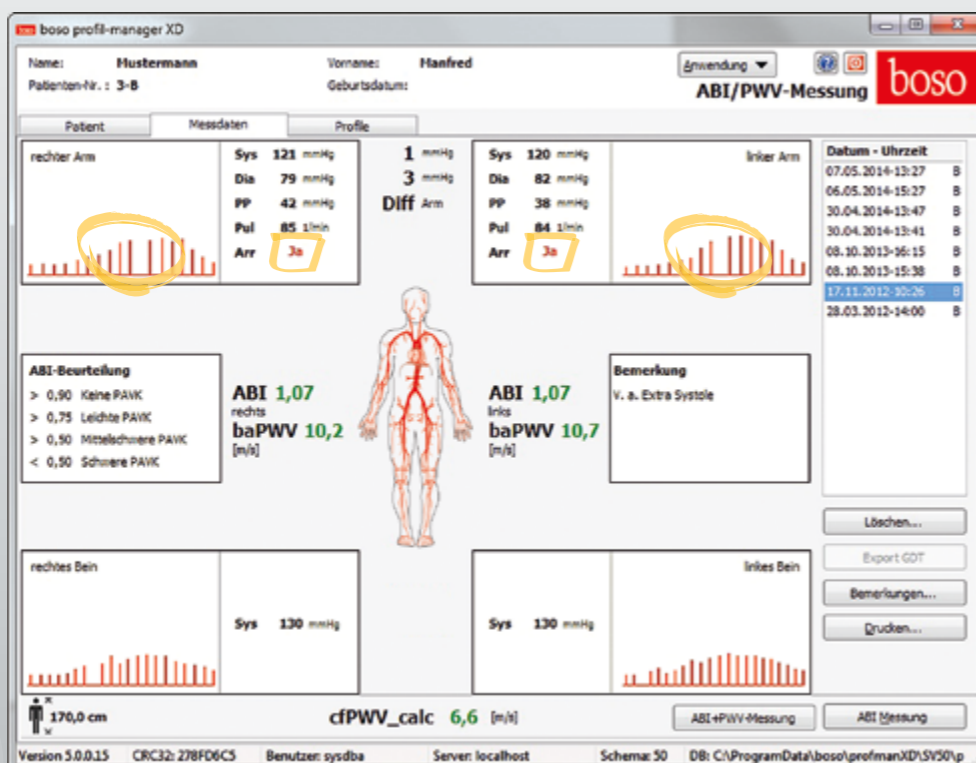 boso boso profil-manager XD
Name: Mustermann Vorname: Manfred
Patienten-Nr. : 3-8 Geburtsdatum:
Anwendung
ABI/PWV-Messung
boso
Patient Messdaten Profile
rechter Arm
Sys 121 mmHg
Dia 79 mmHg
PP 42 mmHg
Pul 85 1/min
Arr Ja
1 mmHg
3 mmHg
Diff Arm
Sys 120 mmHg
Dia 82 mmHg
PP 38 mmHg
Pul 84 1/min
Arr Ja
linker Arm
Datum - Uhrzeit
07.05.2014-13:27 B
06.05.2014-15:27 B
30.04.2014-13:47 B
30.04.2014-13:41 B
08.10.2013-16:15 B
08.10.2013-15:38 B
17.11.2012-10:26 B
28.03.2012-14:00 B
ABI-Beurteilung
> 0,90 Keine PAVK
> 0,75 Leichte PAVK
> 0,50 Mittelschwere PAVK
< 0,50 Schwere PAVK
ABI 1,07
rechts
baPWV 10,2
[m/s]
ABI 1,07
links
baPWV 10,7
[m/s]
Bemerkung
V. a. Extra Systole
Löschen...
Export GDT
Bemerkungen...
Drucken...
rechtes Bein
Sys 130 mmHg
Sys 130 mmHg
linkes Bein
170,0 cm
cfPWV_calc 6,6 [m/s]
ABI+PWV-Messung
ABI Messung
Version 5.0.0.15 CRC32: 278FD6C5 Benutzer: sysdba Server: localhost Schema: 50 DB: C:\ProgramData\boso\profmanXD\SV50\p